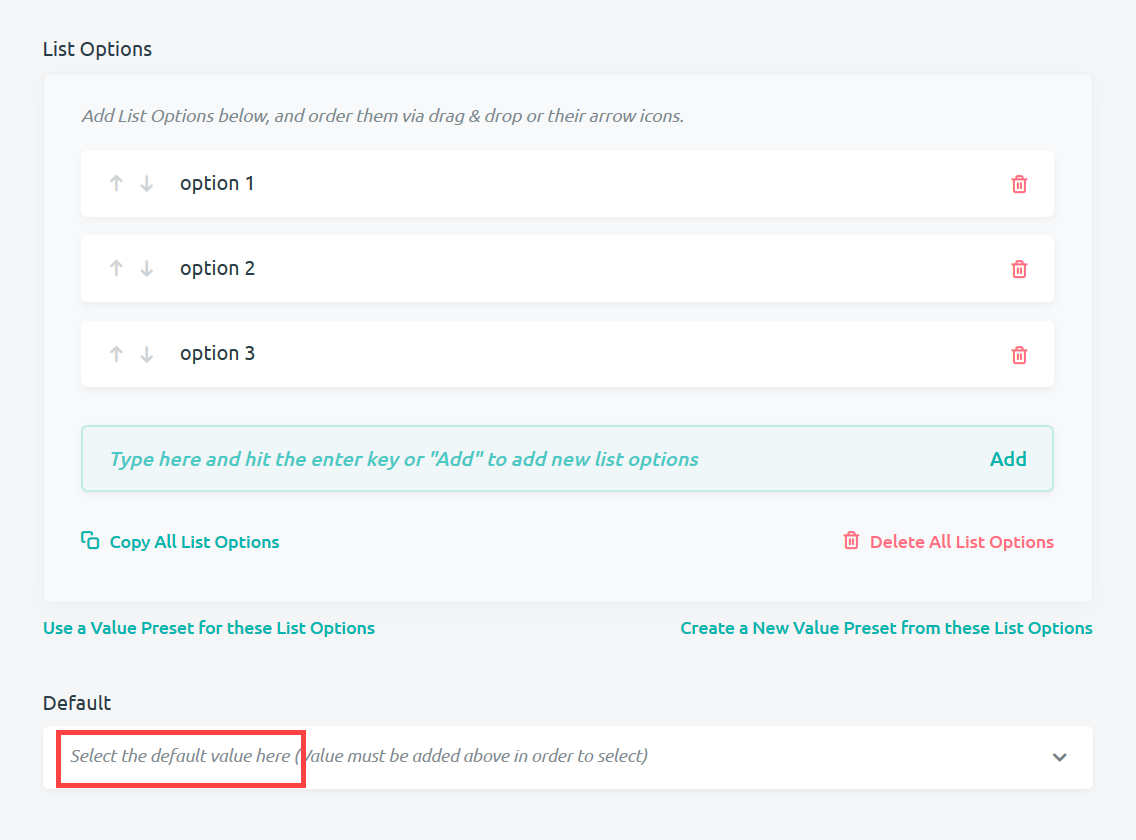 List Options
Add List Options below, and order them via drag & drop or their arrow icons.
option 1
option 2
option 3
Type here and hit the enter key or "Add" to add new list options Add
Copy All List Options Delete All List Options
Use a Value Preset for these List Options Create a New Value Preset from these List Options
Default
Select the default value here (Value must be added above in order to select)